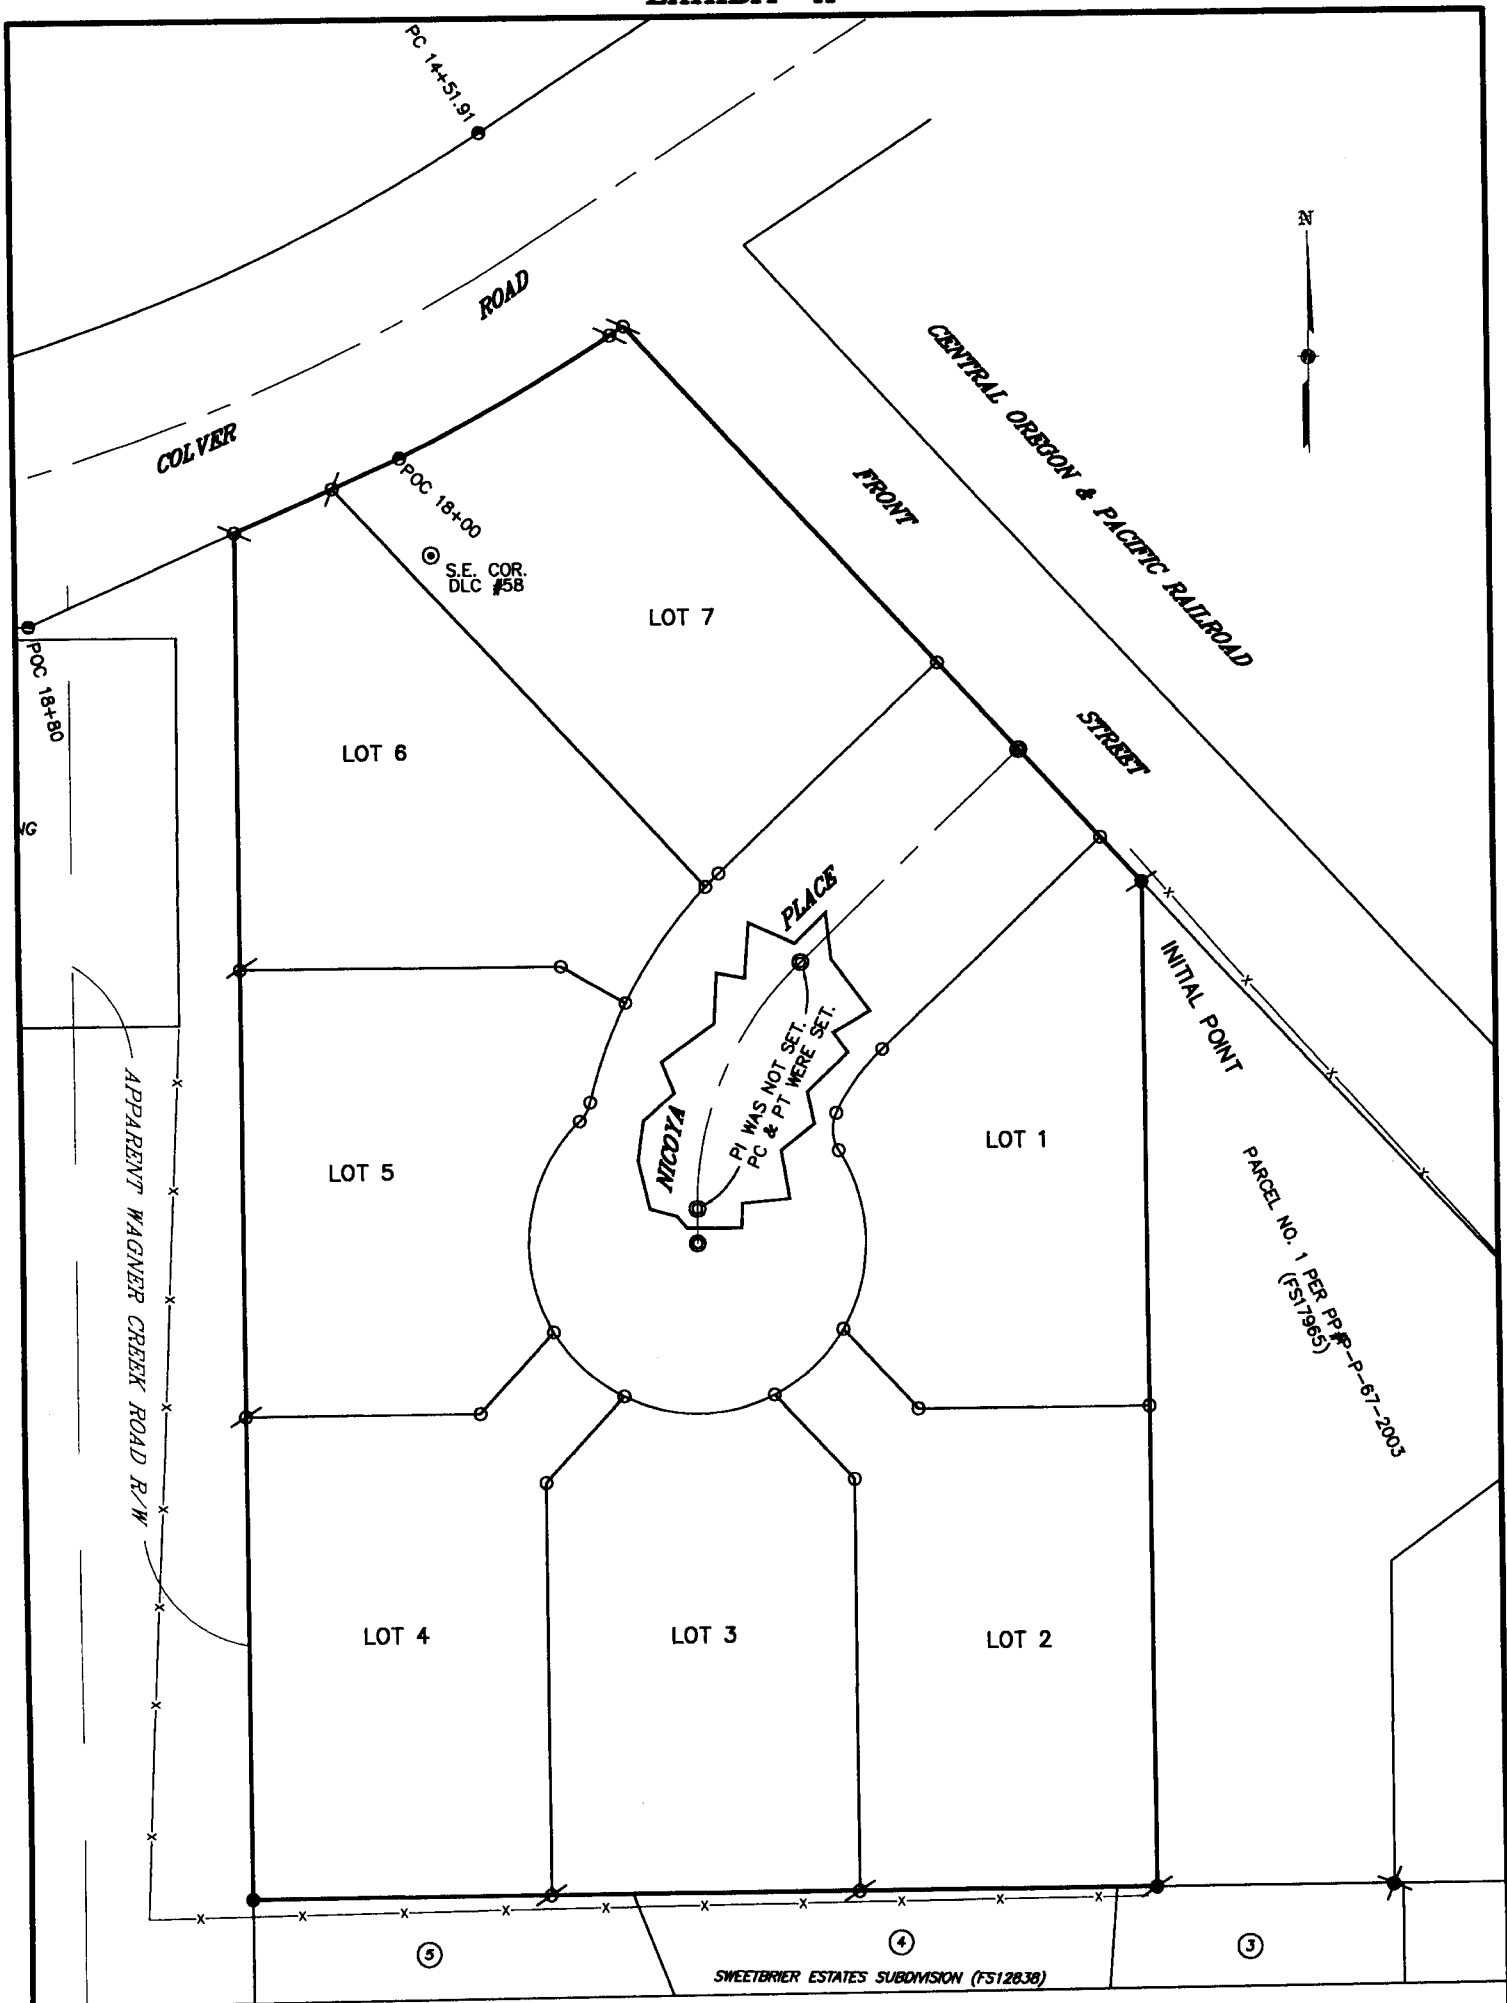 PC 14+51.91
N
ROAD
COLVER
CENTRAL OREGON & PACIFIC RAILROAD
FRONT
STREET
POC 18+00
S.E. COR.
DLC #58
LOT 7
POC 18+80
LOT 6
NG
PLACE
INITIAL POINT
PI WAS NOT SET.
PC & PT WERE SET.
NICOYA
LOT 1
LOT 5
APPARENT WAGNER CREEK ROAD R/W
PARCEL NO. 1 PER PP#P-P-67-2003
(FS17965)
LOT 4
LOT 3
LOT 2
5
4
3
SWEETBRIER ESTATES SUBDIVISION (FS12838)